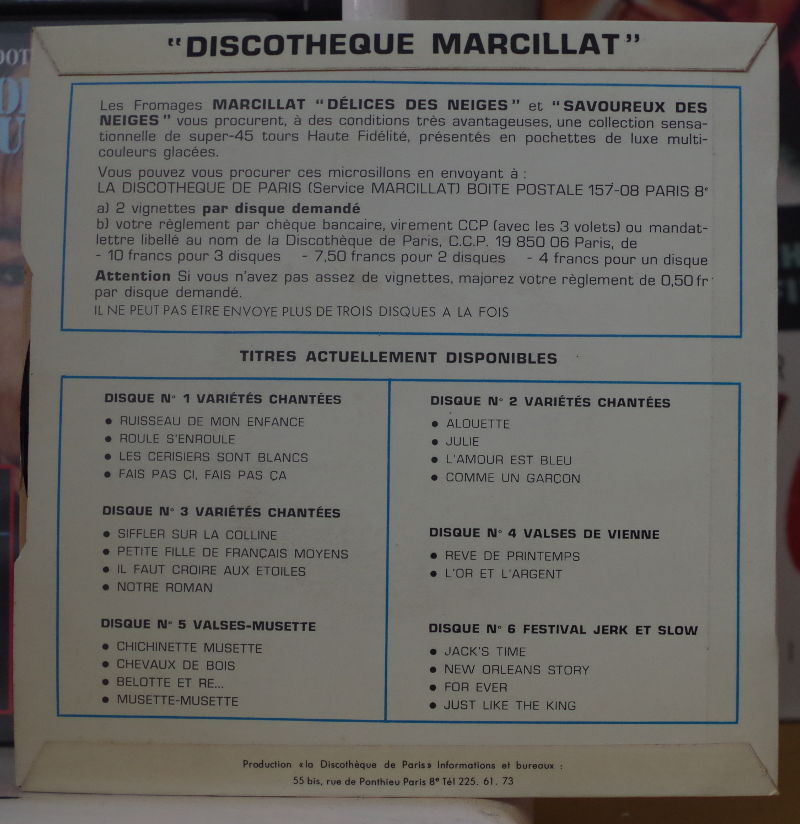 "DISCOTHEQUE MARCILLAT"
Les Fromages MARCILLAT "DÉLICES DES NEIGES" et "SAVOUREUX DES
NEIGES" vous procurent, à des conditions très avantageuses, une collection sensa-
tionnelle de super-45 tours Haute Fidélité, présentés en pochettes de luxe multi-
couleurs glacées.
Vous pouvez vous procurer ces microsillons en envoyant à :
LA DISCOTHEQUE DE PARIS (Service MARCILLAT) BOITE POSTALE 157-08 PARIS 8e
a) 2 vignettes par disque demandé
b) votre règlement par chèque bancaire, virement CCP (avec les 3 volets) ou mandat-
lettre libellé au nom de la Discothèque de Paris, C.C.P. 19 850 06 Paris, de
- 10 francs pour 3 disques - 7,50 francs pour 2 disques - 4 francs pour un disque
Attention Si vous n'avez pas assez de vignettes, majorez votre règlement de 0,50 fr
par disque demandé.
IL NE PEUT PAS ETRE ENVOYE PLUS DE TROIS DISQUES A LA FOIS
TITRES ACTUELLEMENT DISPONIBLES
DISQUE N° 1 VARIÉTÉS CHANTÉES
● RUISSEAU DE MON ENFANCE
● ROULE S'ENROULE
● LES CERISIERS SONT BLANCS
● FAIS PAS ÇI, FAIS PAS ÇA
DISQUE N° 2 VARIÉTÉS CHANTÉES
● ALOUETTE
● JULIE
● L'AMOUR EST BLEU
● COMME UN GARÇON
DISQUE N° 3 VARIÉTÉS CHANTÉES
● SIFFLER SUR LA COLLINE
● PETITE FILLE DE FRANÇAIS MOYENS
● IL FAUT CROIRE AUX ETOILES
● NOTRE ROMAN
DISQUE N° 4 VALSES DE VIENNE
● REVE DE PRINTEMPS
● L'OR ET L'ARGENT
DISQUE N° 5 VALSES-MUSETTE
● CHICHINETTE MUSETTE
● CHEVAUX DE BOIS
● BELOTTE ET RE...
● MUSETTE-MUSETTE
DISQUE N° 6 FESTIVAL JERK ET SLOW
● JACK'S TIME
● NEW ORLEANS STORY
● FOR EVER
● JUST LIKE THE KING
Production «la Discothèque de Paris» Informations et bureaux :
55 bis, rue de Ponthieu Paris 8e Tél 225. 61. 73